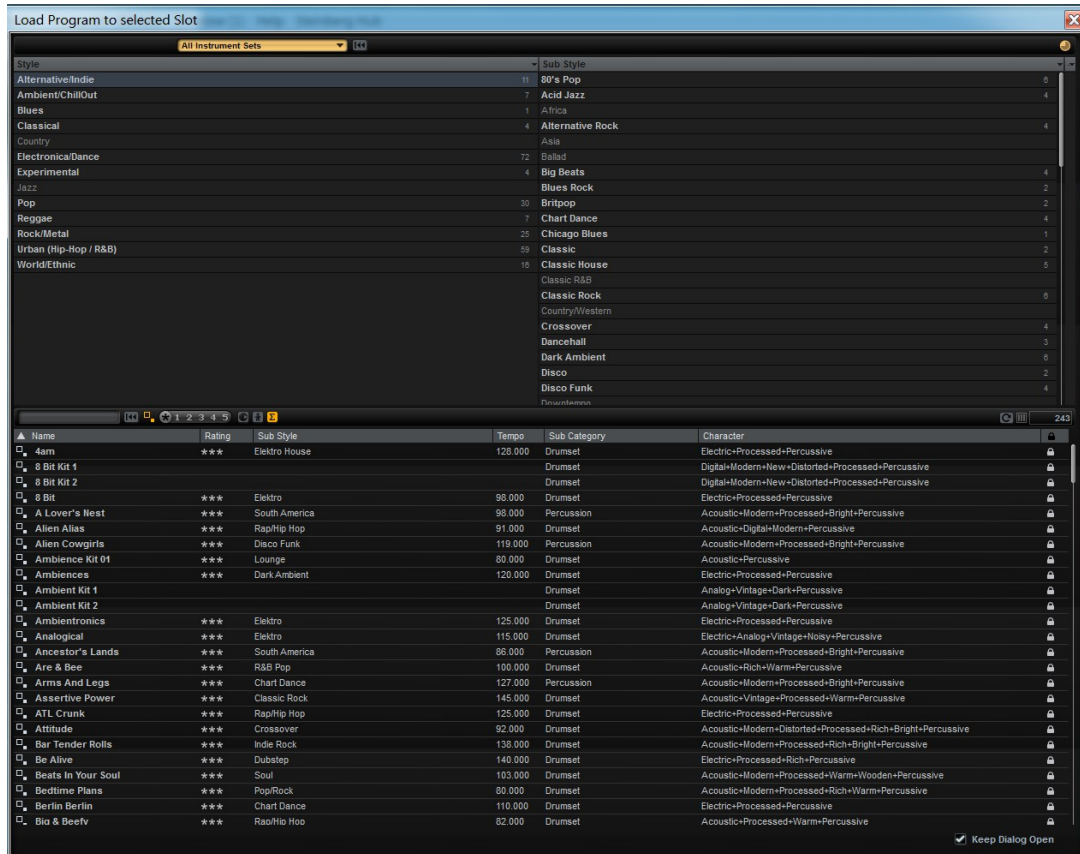 Load Program to selected Slot
All Instrument Sets
Style
Alternative/Indie 11
Ambient/ChillOut 7
Blues 1
Classical 4
Country
Electronica/Dance 72
Experimental 4
Jazz
Pop 30
Reggae 7
Rock/Metal 25
Urban (Hip-Hop / R&B) 59
World/Ethnic 16
Sub Style
80's Pop 6
Acid Jazz 4
Africa
Alternative Rock 4
Asia
Ballad
Big Beats 4
Blues Rock 2
Britpop 2
Chart Dance 4
Chicago Blues 1
Classic 2
Classic House 5
Classic R&B
Classic Rock 6
Country/Western
Crossover 4
Dancehall 3
Dark Ambient 6
Disco 2
Disco Funk 4
Downtempo
1 2 3 4 5 243
Name Rating Sub Style Tempo Sub Category Character
4am *** Elektro House 128.000 Drumset Electric+Processed+Percussive
8 Bit Kit 1 Drumset Digital+Modern+New+Distorted+Processed+Percussive
8 Bit Kit 2 Drumset Digital+Modern+New+Distorted+Processed+Percussive
8 Bit *** Elektro 98.000 Drumset Electric+Processed+Percussive
A Lover's Nest *** South America 98.000 Percussion Acoustic+Modern+Processed+Bright+Percussive
Alien Alias *** Rap/Hip Hop 91.000 Drumset Acoustic+Digital+Modern+Percussive
Alien Cowgirls *** Disco Funk 119.000 Percussion Acoustic+Modern+Processed+Bright+Percussive
Ambience Kit 01 *** Lounge 80.000 Drumset Acoustic+Percussive
Ambiences *** Dark Ambient 120.000 Drumset Electric+Processed+Percussive
Ambient Kit 1 Drumset Analog+Vintage+Dark+Percussive
Ambient Kit 2 Drumset Analog+Vintage+Dark+Percussive
Ambientronics *** Elektro 125.000 Drumset Electric+Processed+Percussive
Analogical *** Elektro 115.000 Drumset Electric+Analog+Vintage+Noisy+Percussive
Ancestor's Lands *** South America 86.000 Percussion Acoustic+Modern+Processed+Bright+Percussive
Are & Bee *** R&B Pop 100.000 Drumset Acoustic+Rich+Warm+Percussive
Arms And Legs *** Chart Dance 127.000 Percussion Acoustic+Modern+Processed+Bright+Percussive
Assertive Power *** Classic Rock 145.000 Drumset Acoustic+Vintage+Processed+Warm+Percussive
ATL Crunk *** Rap/Hip Hop 125.000 Drumset Electric+Processed+Percussive
Attitude *** Crossover 92.000 Drumset Acoustic+Modern+Distorted+Processed+Rich+Bright+Percussive
Bar Tender Rolls *** Indie Rock 138.000 Drumset Acoustic+Modern+Processed+Rich+Bright+Percussive
Be Alive *** Dubstep 140.000 Drumset Electric+Processed+Rich+Percussive
Beats In Your Soul *** Soul 103.000 Drumset Acoustic+Modern+Processed+Warm+Wooden+Percussive
Bedtime Plans *** Pop/Rock 80.000 Drumset Acoustic+Modern+Processed+Rich+Warm+Percussive
Berlin Berlin *** Chart Dance 110.000 Drumset Electric+Processed+Percussive
Big & Beefy *** Rap/Hip Hop 82.000 Drumset Acoustic+Processed+Warm+Percussive
Keep Dialog Open